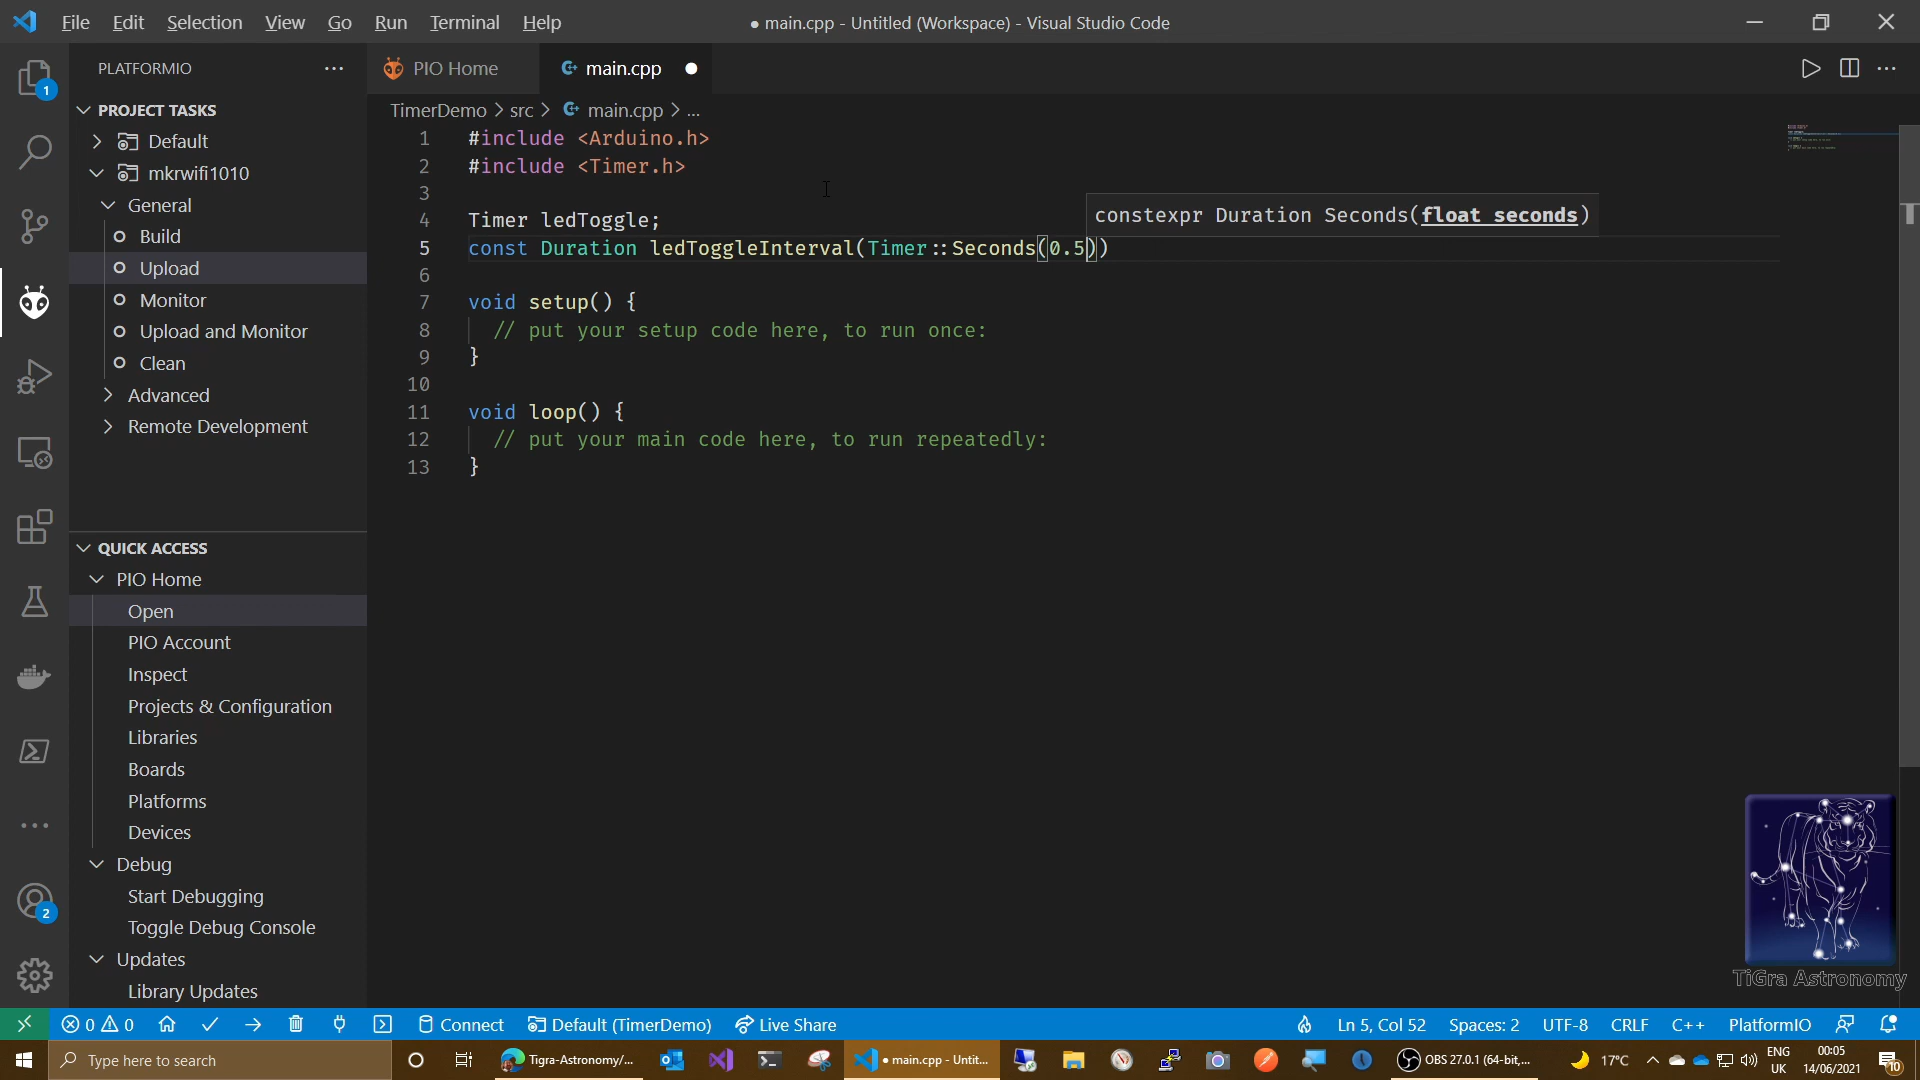 File Edit Selection View Go Run Terminal Help
● main.cpp - Untitled (Workspace) - Visual Studio Code
PLATFORMIO
PIO Home
main.cpp
1
PROJECT TASKS
Default
mkrwifi1010
General
Build
Upload
Monitor
Upload and Monitor
Clean
Advanced
Remote Development
QUICK ACCESS
PIO Home
Open
PIO Account
Inspect
Projects & Configuration
Libraries
Boards
Platforms
Devices
Debug
Start Debugging
Toggle Debug Console
2
Updates
Library Updates
TimerDemo > src > main.cpp > ...
1 #include <Arduino.h>
2 #include <Timer.h>
3
4 Timer ledToggle;
constexpr Duration Seconds(float seconds)
5 const Duration ledToggleInterval(Timer::Seconds(0.5))
6
7 void setup() {
8 // put your setup code here, to run once:
9 }
10
11 void loop() {
12 // put your main code here, to run repeatedly:
13 }
TiGra Astronomy
0 0 Connect Default (TimerDemo) Live Share Ln 5, Col 52 Spaces: 2 UTF-8 CRLF C++ PlatformIO
Type here to search Tigra-Astronomy/... ● main.cpp - Untit... OBS 27.0.1 (64-bit,... 17°C
ENG
UK
00:05
14/06/2021
10